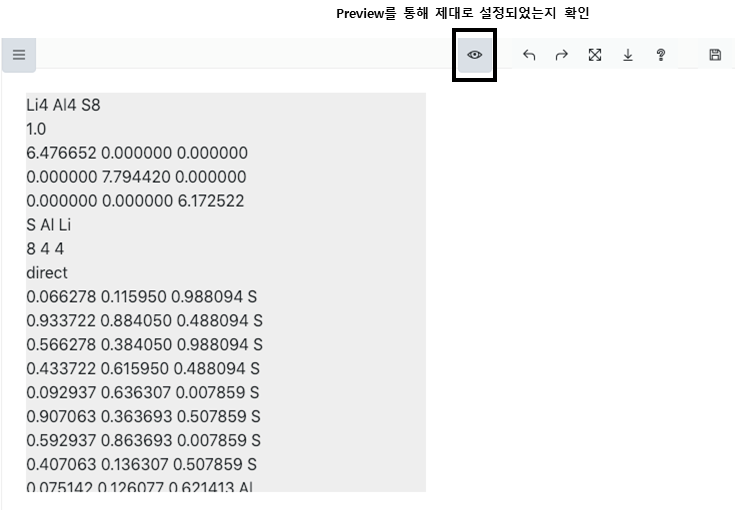 Preview를 통해 제대로 설정되었는지 확인
Li4 Al4 S8
1.0
6.476652 0.000000 0.000000
0.000000 7.794420 0.000000
0.000000 0.000000 6.172522
S Al Li
8 4 4
direct
0.066278 0.115950 0.988094 S
0.933722 0.884050 0.488094 S
0.566278 0.384050 0.988094 S
0.433722 0.615950 0.488094 S
0.092937 0.636307 0.007859 S
0.907063 0.363693 0.507859 S
0.592937 0.863693 0.007859 S
0.407063 0.136307 0.507859 S
0.075142 0.126077 0.621413 Al